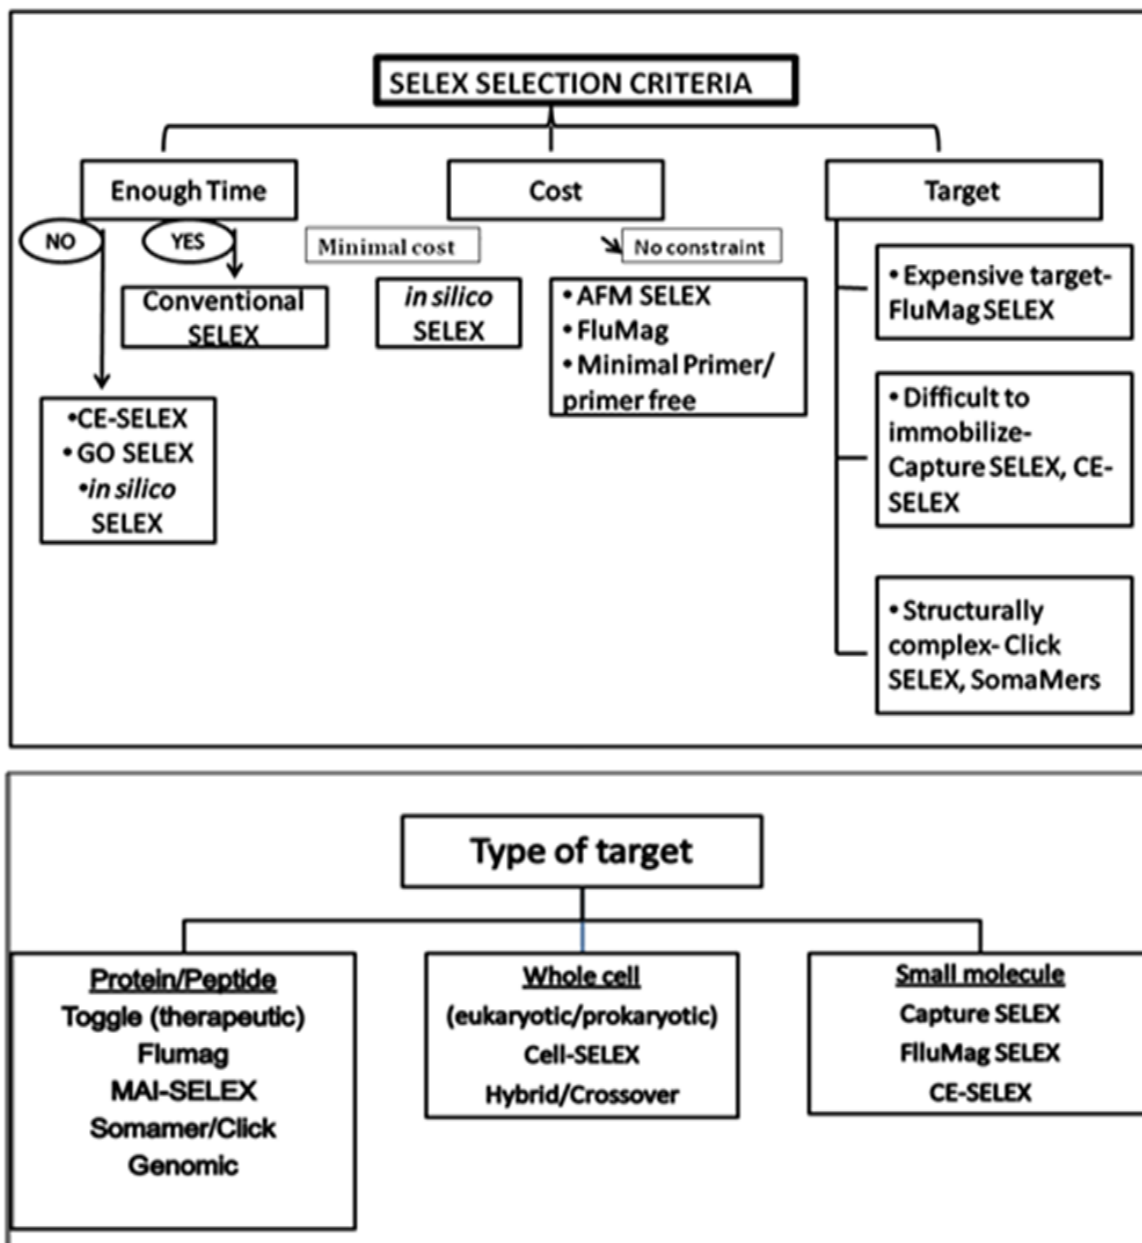 SELEX SELECTION CRITERIA
Enough Time
NO
YES
Conventional
SELEX
•CE-SELEX
• GO SELEX
•in silico
SELEX
Cost
Minimal cost
No constraint
in silico
SELEX
• AFM SELEX
• FluMag
• Minimal Primer/
primer free
Target
• Expensive target-
FluMag SELEX
• Difficult to
immobilize-
Capture SELEX, CE-
SELEX
• Structurally
complex- Click
SELEX, SomaMers
Type of target
Protein/Peptide
Toggle (therapeutic)
Flumag
MAI-SELEX
Somamer/Click
Genomic
Whole cell
(eukaryotic/prokaryotic)
Cell-SELEX
Hybrid/Crossover
Small molecule
Capture SELEX
FlluMag SELEX
CE-SELEX